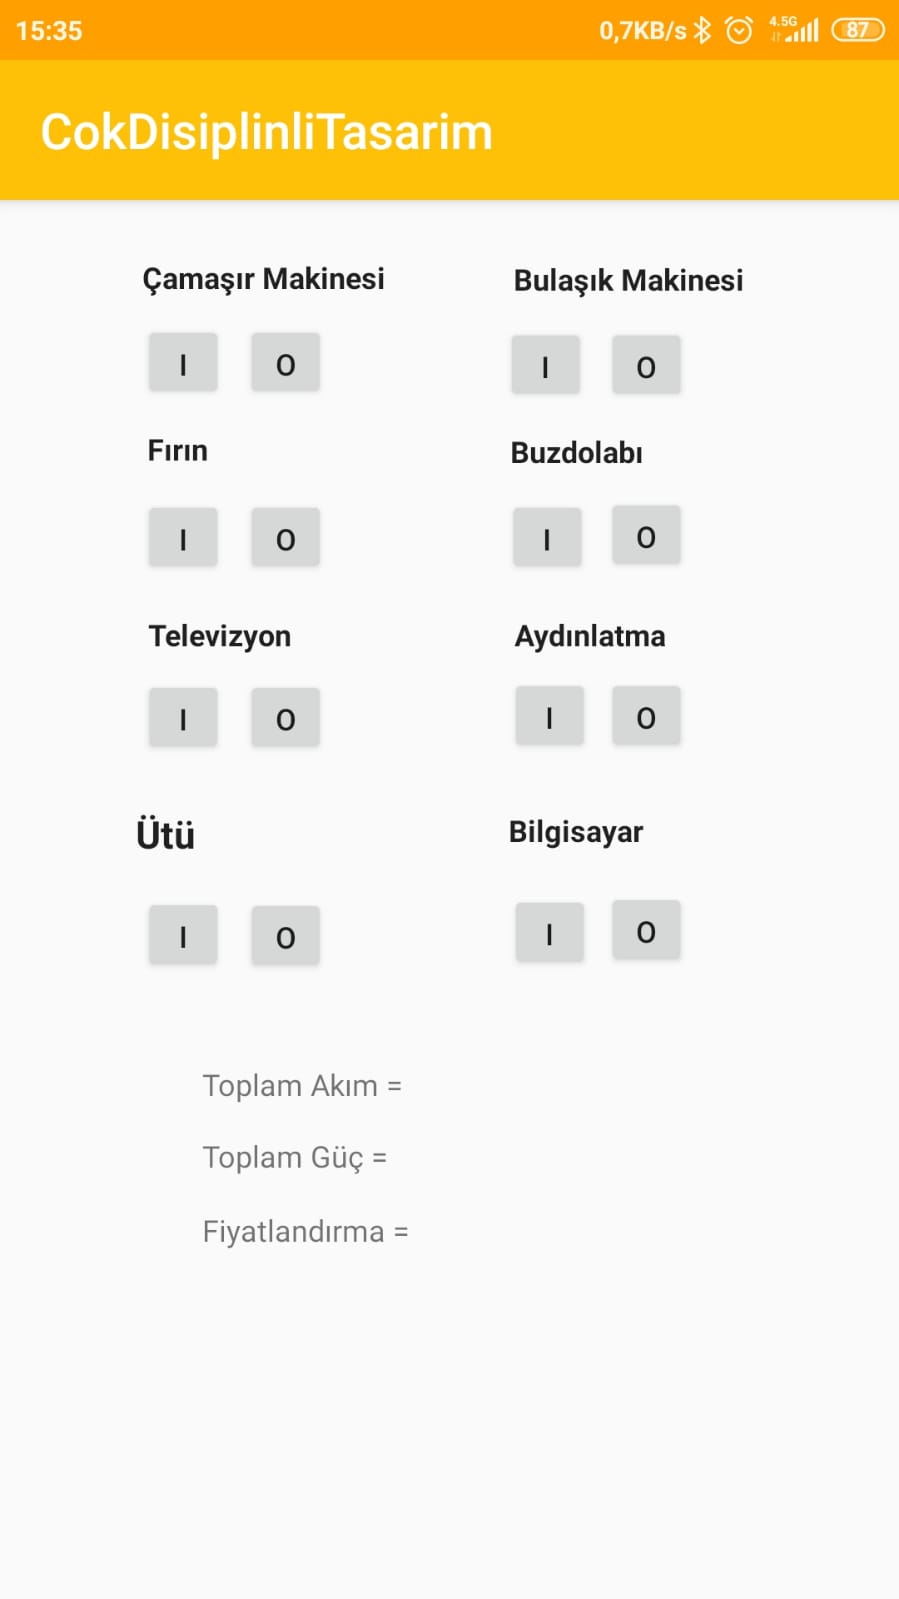 15:35 0,7KB/s 4.5G 87
CokDisiplinliTasarim
Çamaşır Makinesi Bulaşık Makinesi
I O I O
Fırın Buzdolabı
I O I O
Televizyon Aydınlatma
I O I O
Ütü Bilgisayar
I O I O
Toplam Akım =
Toplam Güç =
Fiyatlandırma =